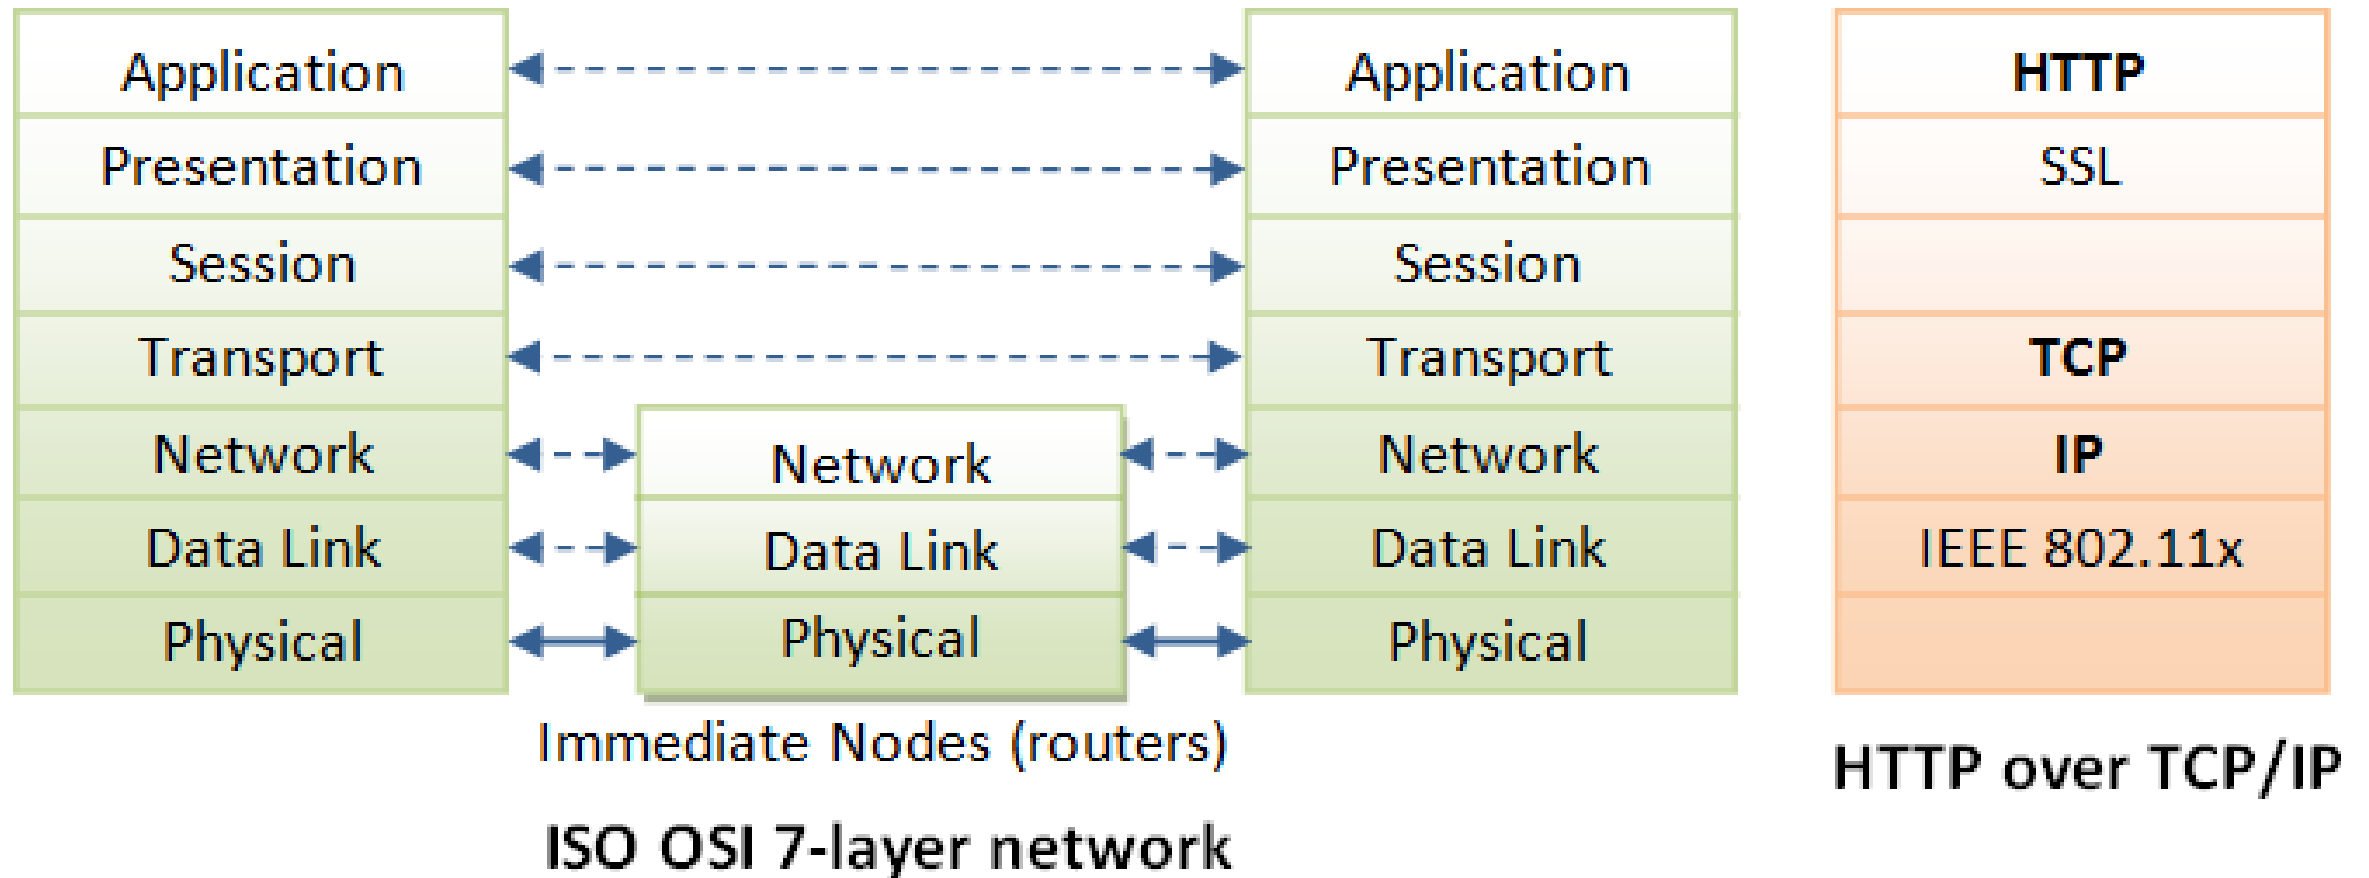 Application
Presentation
Session
Transport
Network
Data Link
Physical
Network
Data Link
Physical
Immediate Nodes (routers)
Application
Presentation
Session
Transport
Network
Data Link
Physical
ISO OSI 7-layer network
HTTP
SSL
TCP
IP
IEEE 802.11x
HTTP over TCP/IP